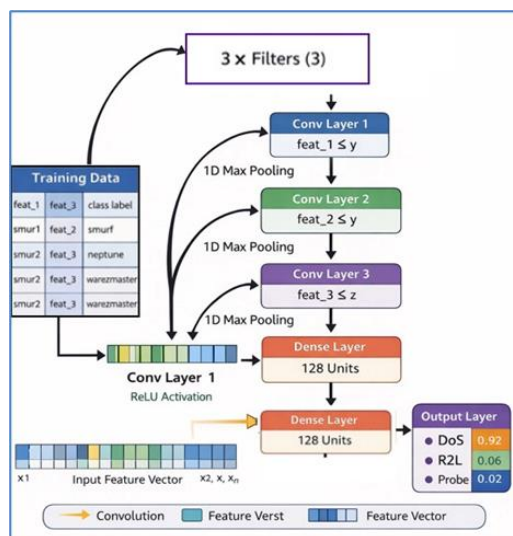 3 x Filters (3)
Conv Layer 1
feat_1 ≤ y
1D Max Pooling
Training Data
feat_1 feat_3 class label
smur1 feat_2 smurf
smur2 feat_3 neptune
smur2 feat_3 warezmaster
smur2 feat_3 warezmaster
Conv Layer 2
feat_2 ≤ y
1D Max Pooling
Conv Layer 3
feat_3 ≤ z
1D Max Pooling
Dense Layer
128 Units
Conv Layer 1
ReLU Activation
Dense Layer
128 Units
Output Layer
DoS 0.92
R2L 0.06
Probe 0.02
x1 Input Feature Vector x2, x, xn
Convolution Feature Verst Feature Vector